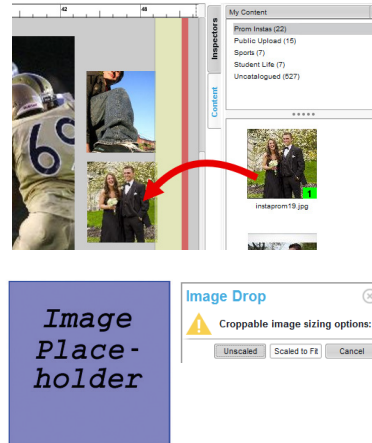 42
48
My Content
Inspectors
Content
Prom Instas (22)
Public Upload (15)
Sports (7)
Student Life (7)
Uncatalogued (527)
69
1
instaprom19.jpg
Image
Place-
holder
Image Drop
Croppable image sizing options:
Unscaled
Scaled to Fit
Cancel